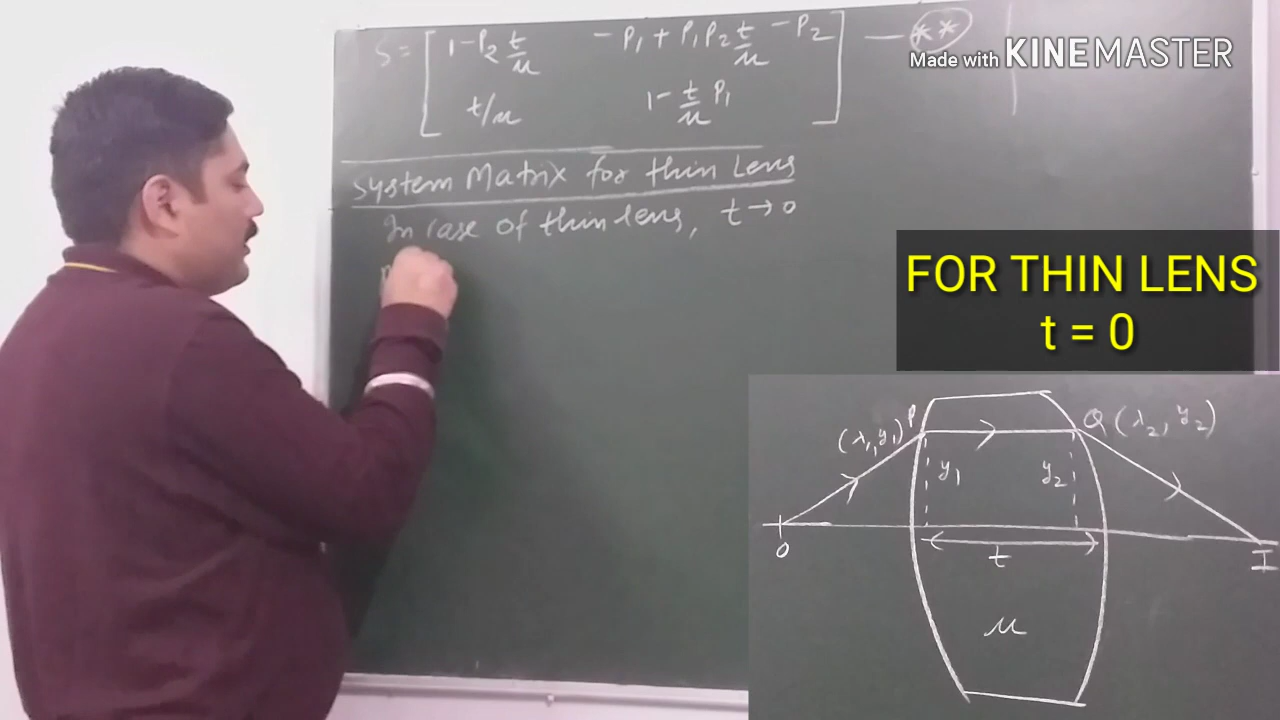 S = [ 1 - P₂ t/μ   - P₁ + P₁P₂ t/μ - P₂ ] — **
[ t/μ   1 - t/μ P₁ ]
Made with KINEMASTER
System Matrix for thin Lens
In case of thin lens, t → 0
FOR THIN LENS
t = 0
(λ₁, y₁) P
Q (λ₂, y₂)
y₁
y₂
O
t
I
μ